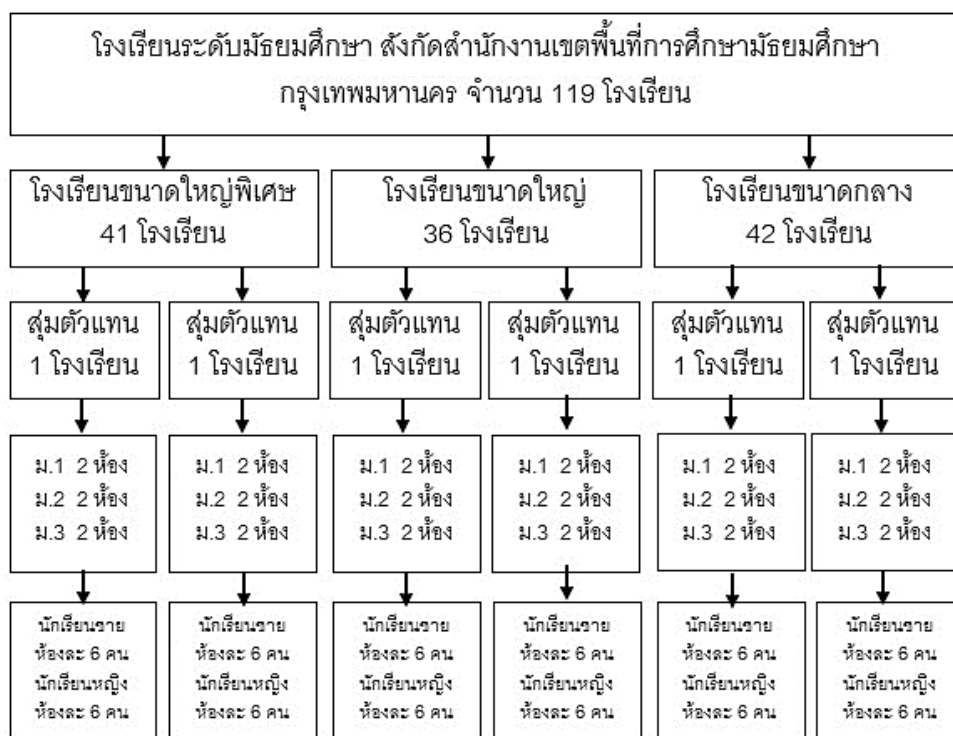 โรงเรียนระดับมัธยมศึกษา สังกัดสำนักงานเขตพื้นที่การศึกษามัธยมศึกษา
กรุงเทพมหานคร จำนวน 119 โรงเรียน
โรงเรียนขนาดใหญ่พิเศษ
41 โรงเรียน
โรงเรียนขนาดใหญ่
36 โรงเรียน
โรงเรียนขนาดกลาง
42 โรงเรียน
สุ่มตัวแทน
1 โรงเรียน
สุ่มตัวแทน
1 โรงเรียน
สุ่มตัวแทน
1 โรงเรียน
สุ่มตัวแทน
1 โรงเรียน
สุ่มตัวแทน
1 โรงเรียน
สุ่มตัวแทน
1 โรงเรียน
ม.1 2 ห้อง
ม.2 2 ห้อง
ม.3 2 ห้อง
ม.1 2 ห้อง
ม.2 2 ห้อง
ม.3 2 ห้อง
ม.1 2 ห้อง
ม.2 2 ห้อง
ม.3 2 ห้อง
ม.1 2 ห้อง
ม.2 2 ห้อง
ม.3 2 ห้อง
ม.1 2 ห้อง
ม.2 2 ห้อง
ม.3 2 ห้อง
ม.1 2 ห้อง
ม.2 2 ห้อง
ม.3 2 ห้อง
นักเรียนชาย
ห้องละ 6 คน
นักเรียนหญิง
ห้องละ 6 คน
นักเรียนชาย
ห้องละ 6 คน
นักเรียนหญิง
ห้องละ 6 คน
นักเรียนชาย
ห้องละ 6 คน
นักเรียนหญิง
ห้องละ 6 คน
นักเรียนชาย
ห้องละ 6 คน
นักเรียนหญิง
ห้องละ 6 คน
นักเรียนชาย
ห้องละ 6 คน
นักเรียนหญิง
ห้องละ 6 คน
นักเรียนชาย
ห้องละ 6 คน
นักเรียนหญิง
ห้องละ 6 คน